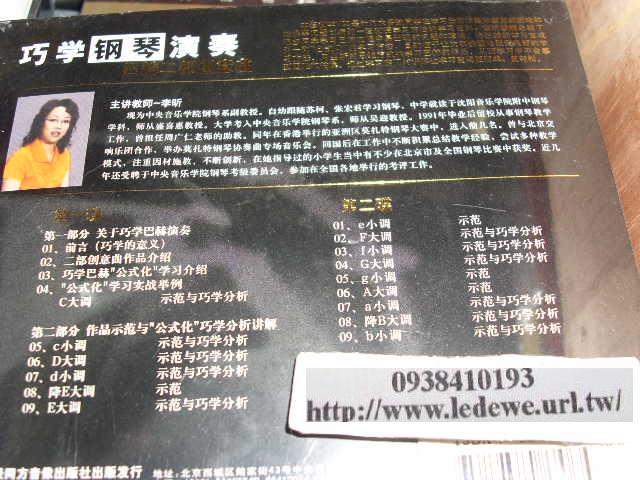 巧学钢琴演奏
主讲教师-李昕
现为中央音乐学院钢琴系副教授。自幼跟随苏柯、张宏君学习钢琴。中学就读于沈阳音乐学院附中钢琴
学科,师从盛嘉惠教授。大学考入中央音乐学院钢琴系,师从吴迎教授。1991年毕业后留校从事钢琴教学
工作,曾担任周广仁老师的助教,同年在香港举行的亚洲区莫扎特钢琴大赛中,进入前几名。曾与北京交
响乐团合作,举办莫扎特钢琴协奏曲专场音乐会。回国后在工作中不断积累总结教学经验,尝试多种教学
模式,注重因材施教,不断创新,在她指导过的小学生当中有不少在北京市及全国钢琴比赛中获奖,近几
年还受聘于中央音乐学院钢琴考级委员会,参加在全国各地举行的考评工作。
第一碟
第一部分 关于巧学巴赫演奏
01、前言(巧学的意义)
02、二部创意曲作品介绍
03、巧学巴赫"公式化"学习介绍
04、"公式化"学习实战举例
C大调 示范与巧学分析
第二部分 作品示范与"公式化"巧学分析讲解
05、c小调 示范与巧学分析
06、D大调 示范与巧学分析
07、d小调 示范与巧学分析
08、降E大调 示范
09、E大调 示范与巧学分析
第二碟
01、e小调 示范
02、F大调 示范与巧学分析
03、f小调 示范与巧学分析
04、G大调 示范与巧学分析
05、g小调 示范
06、A大调 示范
07、a小调 示范与巧学分析
08、降B大调 示范与巧学分析
09、b小调 示范与巧学分析
0938410193
http://www.ledewe.url.tw/
同方音像出版社出版发行 地址:北京西城区